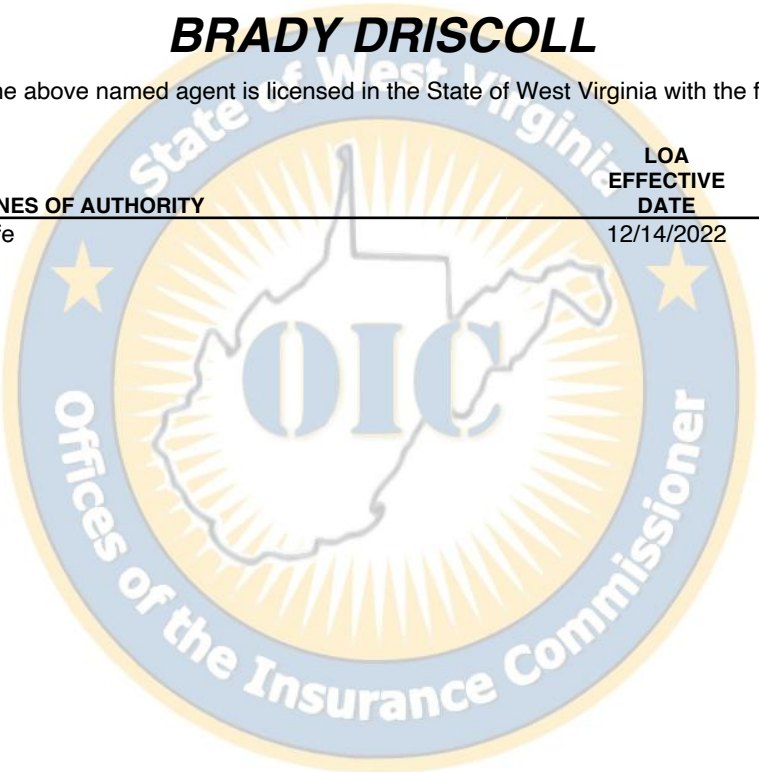 BRADY DRISCOLL
he above named agent is licensed in the State of West Virginia with the f
LOA
EFFECTIVE
NES OF AUTHORITY DATE
fe 12/14/2022
State of West Virginia
OIC
Offices of the Insurance Commissioner